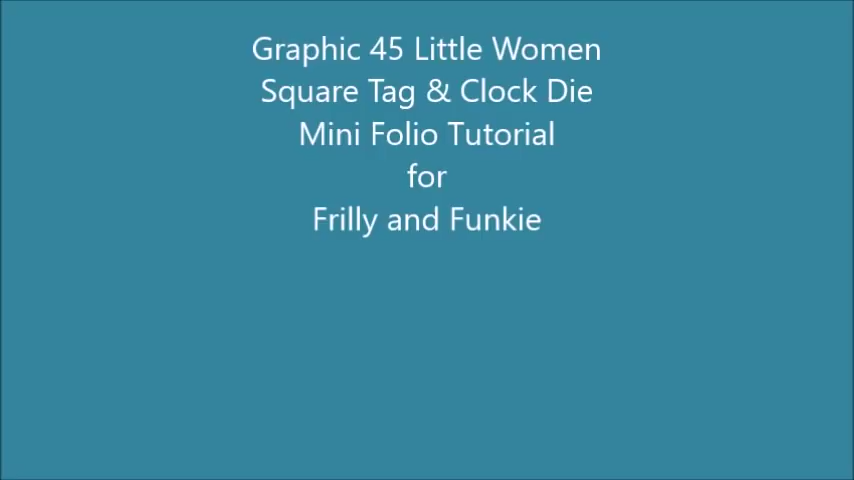 Graphic 45 Little Women
Square Tag & Clock Die
Mini Folio Tutorial
for
Frilly and Funkie